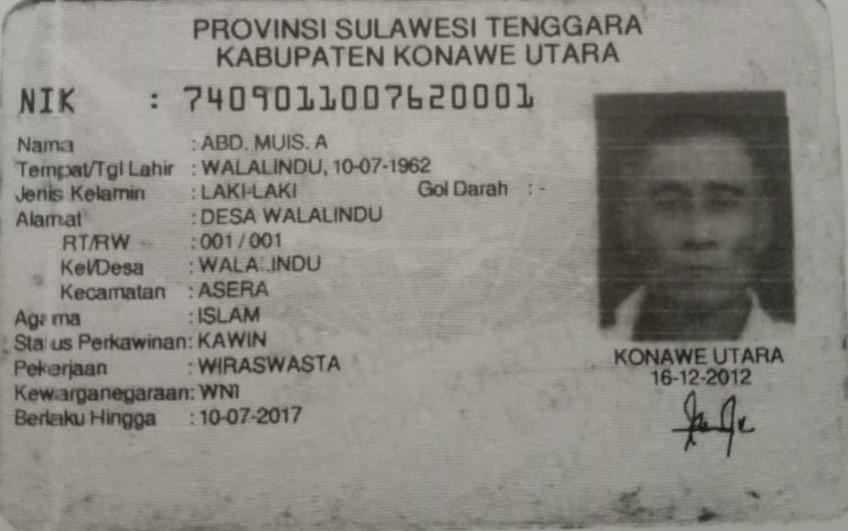 PROVINSI SULAWESI TENGGARA
KABUPATEN KONAWE UTARA
NIK : 7409011007620001
Nama : ABD. MUIS. A
Tempat/Tgl Lahir : WALALINDU, 10-07-1962
Jenis Kelamin : LAKI-LAKI Gol Darah : -
Alamat : DESA WALALINDU
RT/RW : 001 / 001
Kel/Desa : WALALINDU
Kecamatan : ASERA
Agama : ISLAM
Status Perkawinan: KAWIN
Pekerjaan : WIRASWASTA
Kewarganegaraan: WNI
Berlaku Hingga : 10-07-2017
KONAWE UTARA
16-12-2012